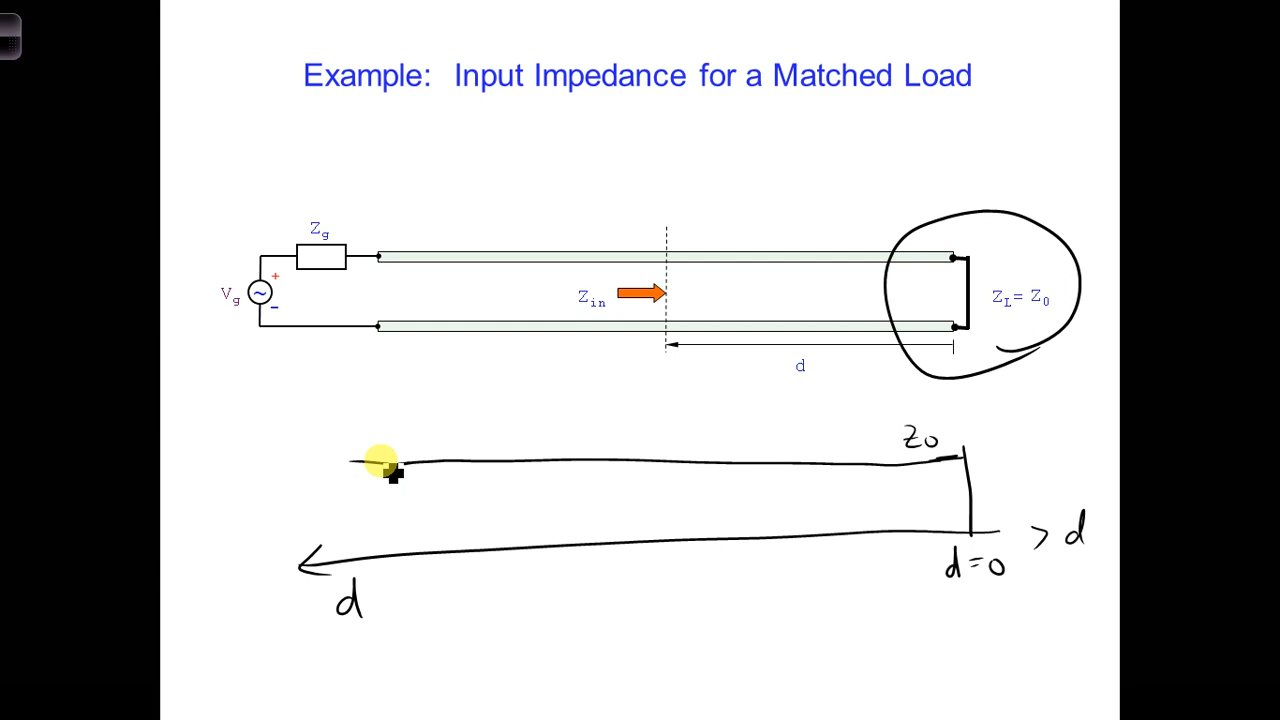 Example: Input Impedance for a Matched Load
Zg
+
Vg
~
-
Zin
ZL= Z0
d
Z0
> d
d=0
d